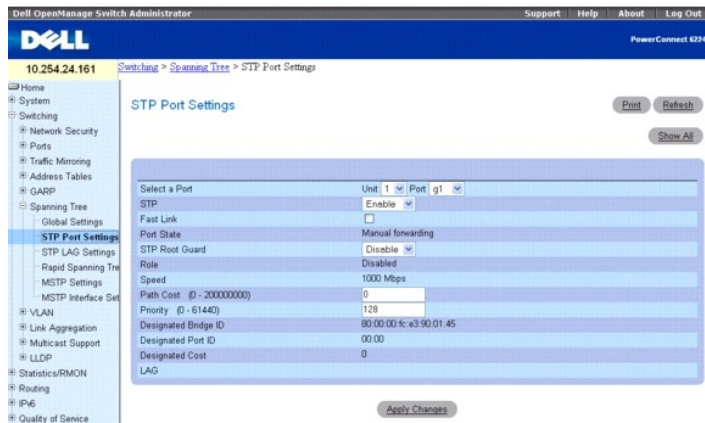 Dell OpenManage Switch Administrator Support Help About Log Out
DELL
PowerConnect 6224
10.254.24.161
Switching > Spanning Tree > STP Port Settings
Home
System
Switching
Network Security
Ports
Traffic Mirroring
Address Tables
GARP
Spanning Tree
Global Settings
STP Port Settings
STP LAG Settings
Rapid Spanning Tre
MSTP Settings
MSTP Interface Set
VLAN
Link Aggregation
Multicast Support
LLDP
Statistics/RMON
Routing
IPv6
Quality of Service
STP Port Settings
Print Refresh
Show All
Select a Port Unit 1 Port g1
STP Enable
Fast Link
Port State Manual forwarding
STP Root Guard Disable
Role Disabled
Speed 1000 Mbps
Path Cost (0 - 200000000) 0
Priority (0 - 61440) 128
Designated Bridge ID 80:00:00:fc:e3:90:01:45
Designated Port ID 00:00
Designated Cost 0
LAG
Apply Changes